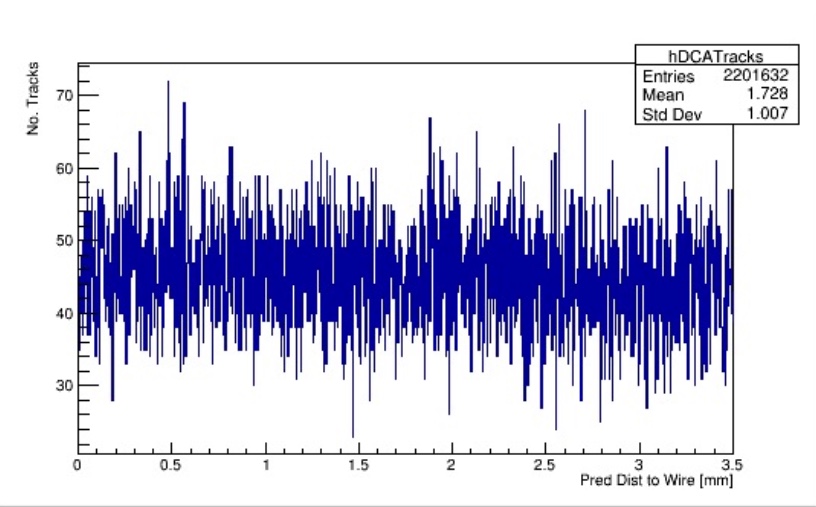 hDCATracks
Entries 2201632
Mean 1.728
Std Dev 1.007
No. Tracks
70
60
50
40
30
0 0.5 1 1.5 2 2.5 3 3.5
Pred Dist to Wire [mm]